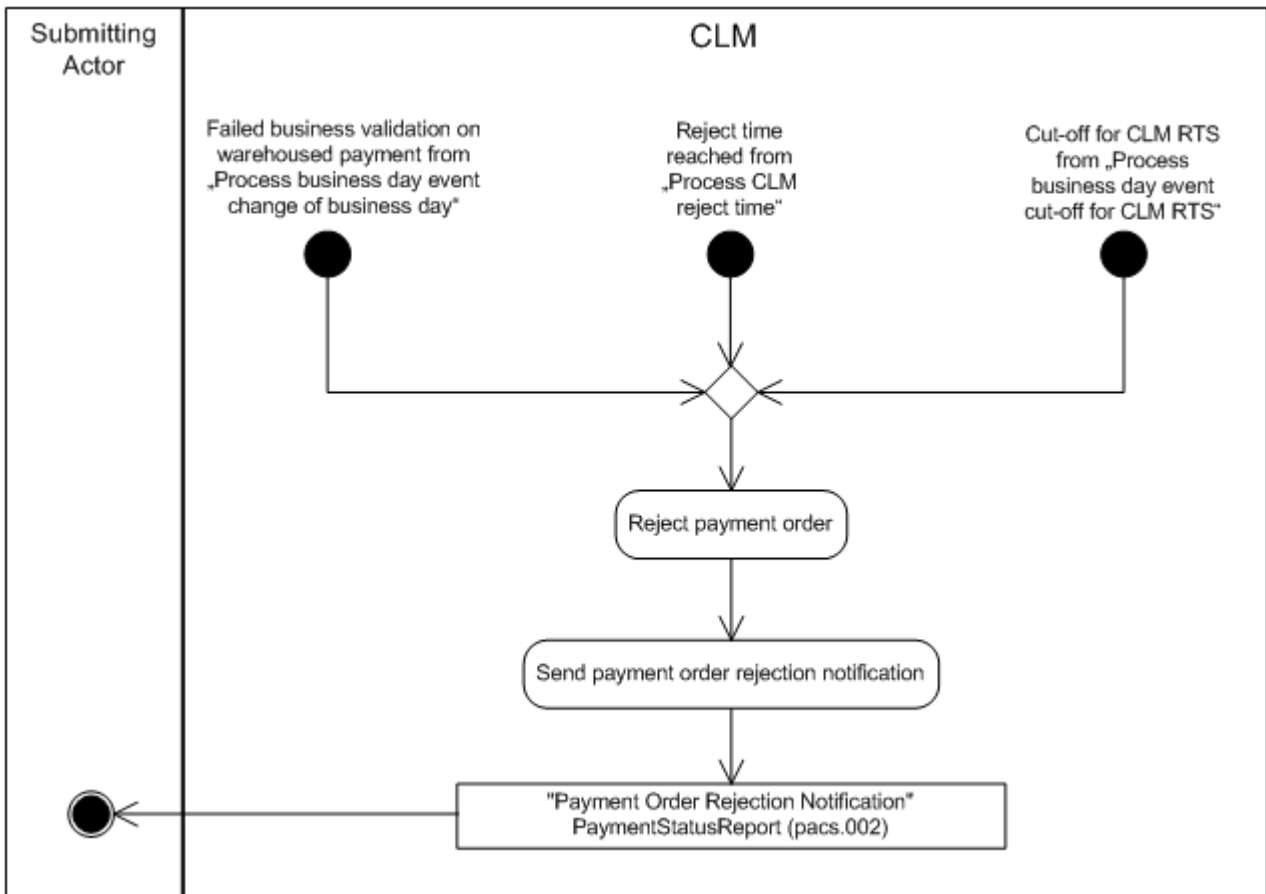 Submitting
Actor
CLM
Failed business validation on
warehoused payment from
„Process business day event
change of business day“
Reject time
reached from
„Process CLM
reject time“
Cut-off for CLM RTS
from „Process
business day event
cut-off for CLM RTS“
Reject payment order
Send payment order rejection notification
"Payment Order Rejection Notification"
PaymentStatusReport (pacs.002)